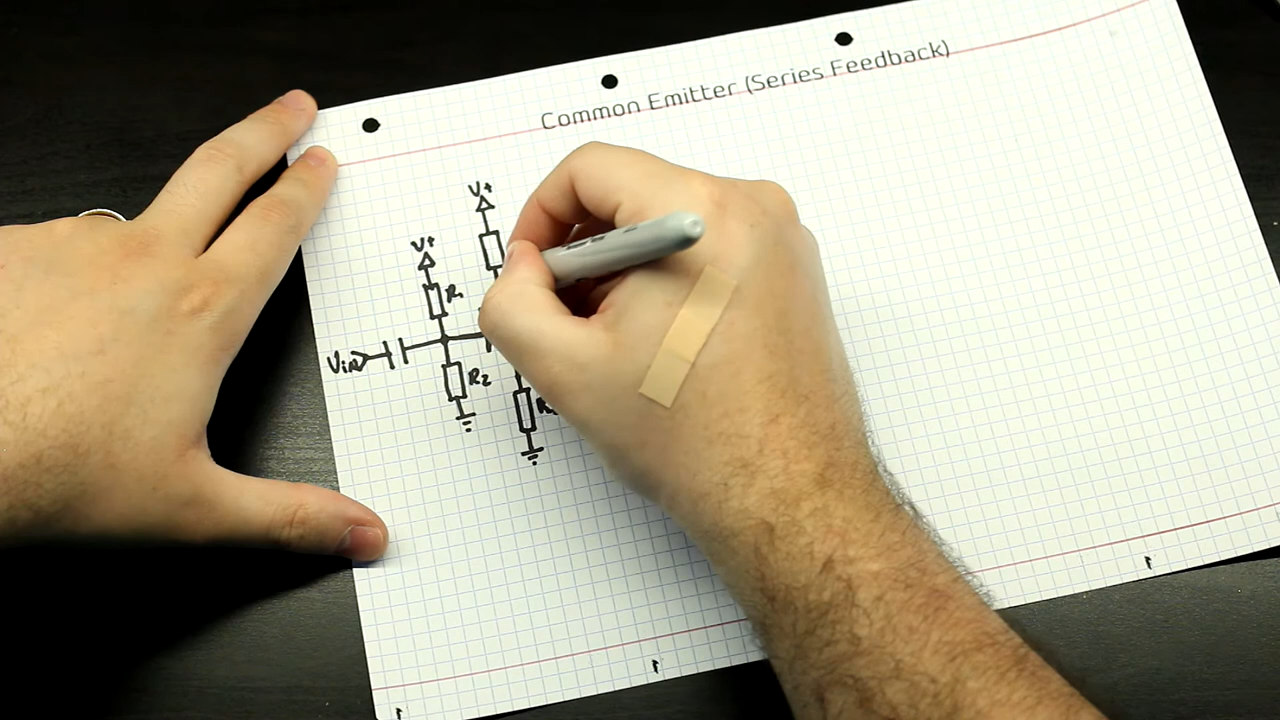 Common Emitter (Series Feedback)
V+
V+
R1
Vin
R2